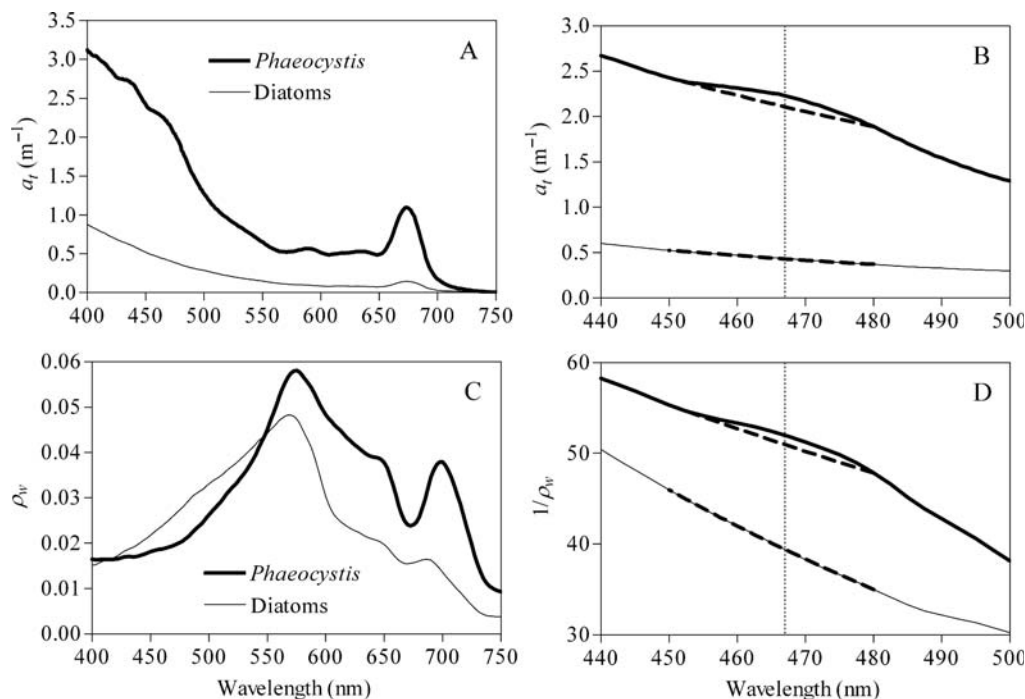 A
Phaeocystis
Diatoms
a_t (m⁻¹)
3.5
3.0
2.5
2.0
1.5
1.0
0.5
0.0
400 450 500 550 600 650 700 750
B
a_t (m⁻¹)
3.0
2.5
2.0
1.5
1.0
0.5
0.0
440 450 460 470 480 490 500
C
Phaeocystis
Diatoms
ρ_w
0.06
0.05
0.04
0.03
0.02
0.01
0.00
400 450 500 550 600 650 700 750
Wavelength (nm)
D
1/ρ_w
60
50
40
30
440 450 460 470 480 490 500
Wavelength (nm)